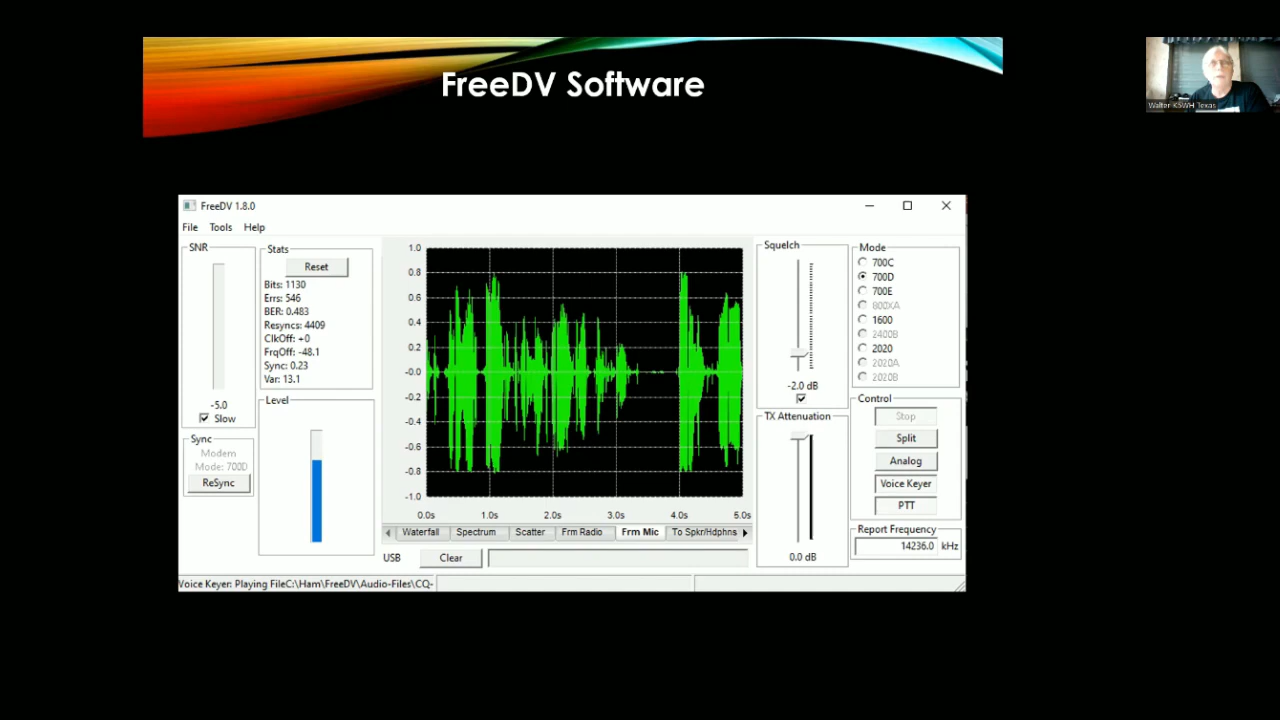 FreeDV Software
Walter K5WH Texas
FreeDV 1.8.0
File Tools Help
SNR
-5.0
Slow
Sync
Modem
Mode: 700D
ReSync
Stats
Reset
Bits: 1130
Errs: 546
BER: 0.483
Resyncs: 4409
ClkOff: +0
FrqOff: -48.1
Sync: 0.23
Var: 13.1
Level
1.0
0.8
0.6
0.4
0.2
-0.0
-0.2
-0.4
-0.6
-0.8
-1.0
0.0s 1.0s 2.0s 3.0s 4.0s 5.0s
Waterfall Spectrum Scatter Frm Radio Frm Mic To Spkr/Hdphns
USB Clear
Squelch
-2.0 dB
TX Attenuation
0.0 dB
Mode
700C
700D
700E
800XA
1600
2400B
2020
2020A
2020B
Control
Stop
Split
Analog
Voice Keyer
PTT
Report Frequency
14236.0 kHz
Voice Keyer: Playing FileC:\Ham\FreeDV\Audio-Files\CQ-